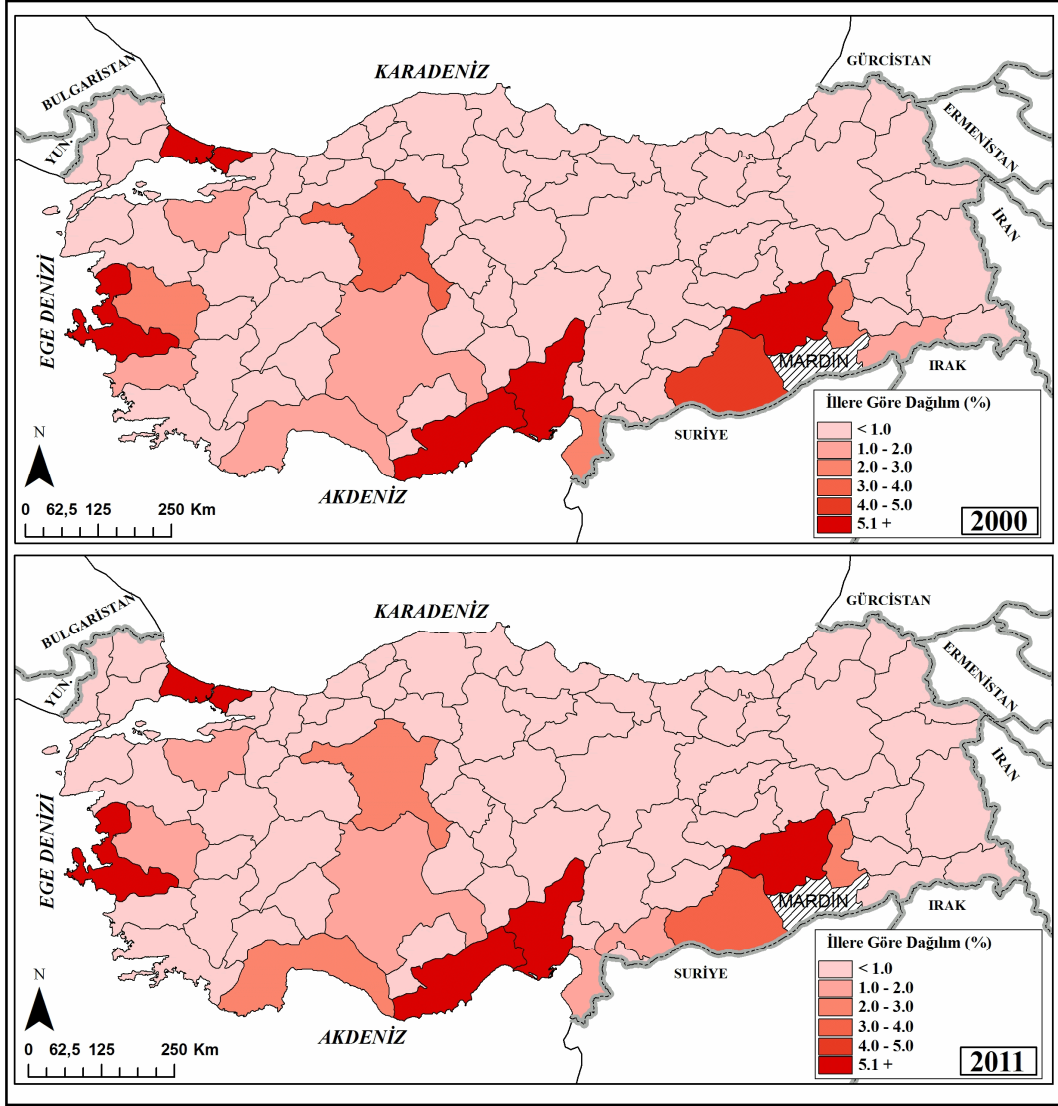 BULGARİSTAN
YUN.
KARADENİZ
GÜRCİSTAN
ERMENİSTAN
İRAN
EGE DENİZİ
MARDİN
IRAK
SURİYE
AKDENİZ
N
0 62,5 125 250 Km
İllere Göre Dağılım (%)
< 1.0
1.0 - 2.0
2.0 - 3.0
3.0 - 4.0
4.0 - 5.0
5.1 +
2000
BULGARİSTAN
YUN.
KARADENİZ
GÜRCİSTAN
ERMENİSTAN
İRAN
EGE DENİZİ
MARDİN
IRAK
SURİYE
AKDENİZ
N
0 62,5 125 250 Km
İllere Göre Dağılım (%)
< 1.0
1.0 - 2.0
2.0 - 3.0
3.0 - 4.0
4.0 - 5.0
5.1 +
2011